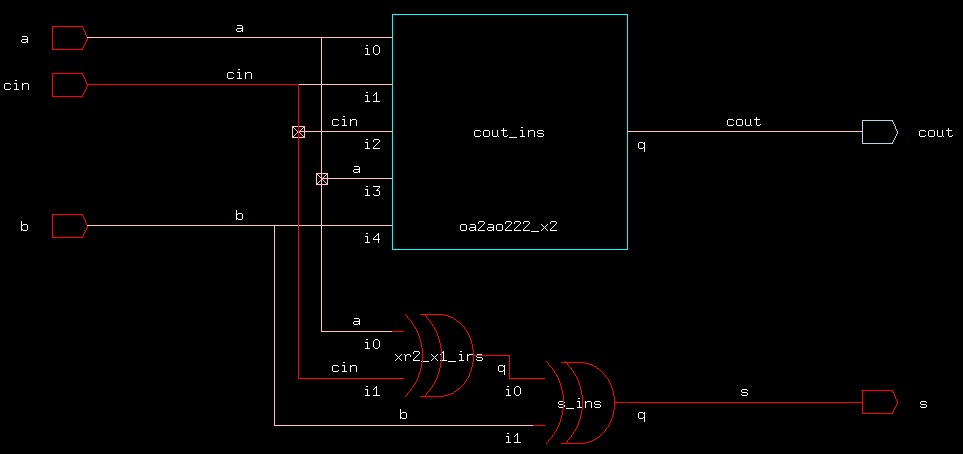 a
a
i0
cin
cin
i1
cin
i2
cout_ins
cout
q
cout
a
i3
b
b
i4
oa2ao222_x2
a
i0
xr2_x1_ins
q
cin
i1
i0
b
s_ins
s
q
s
i1